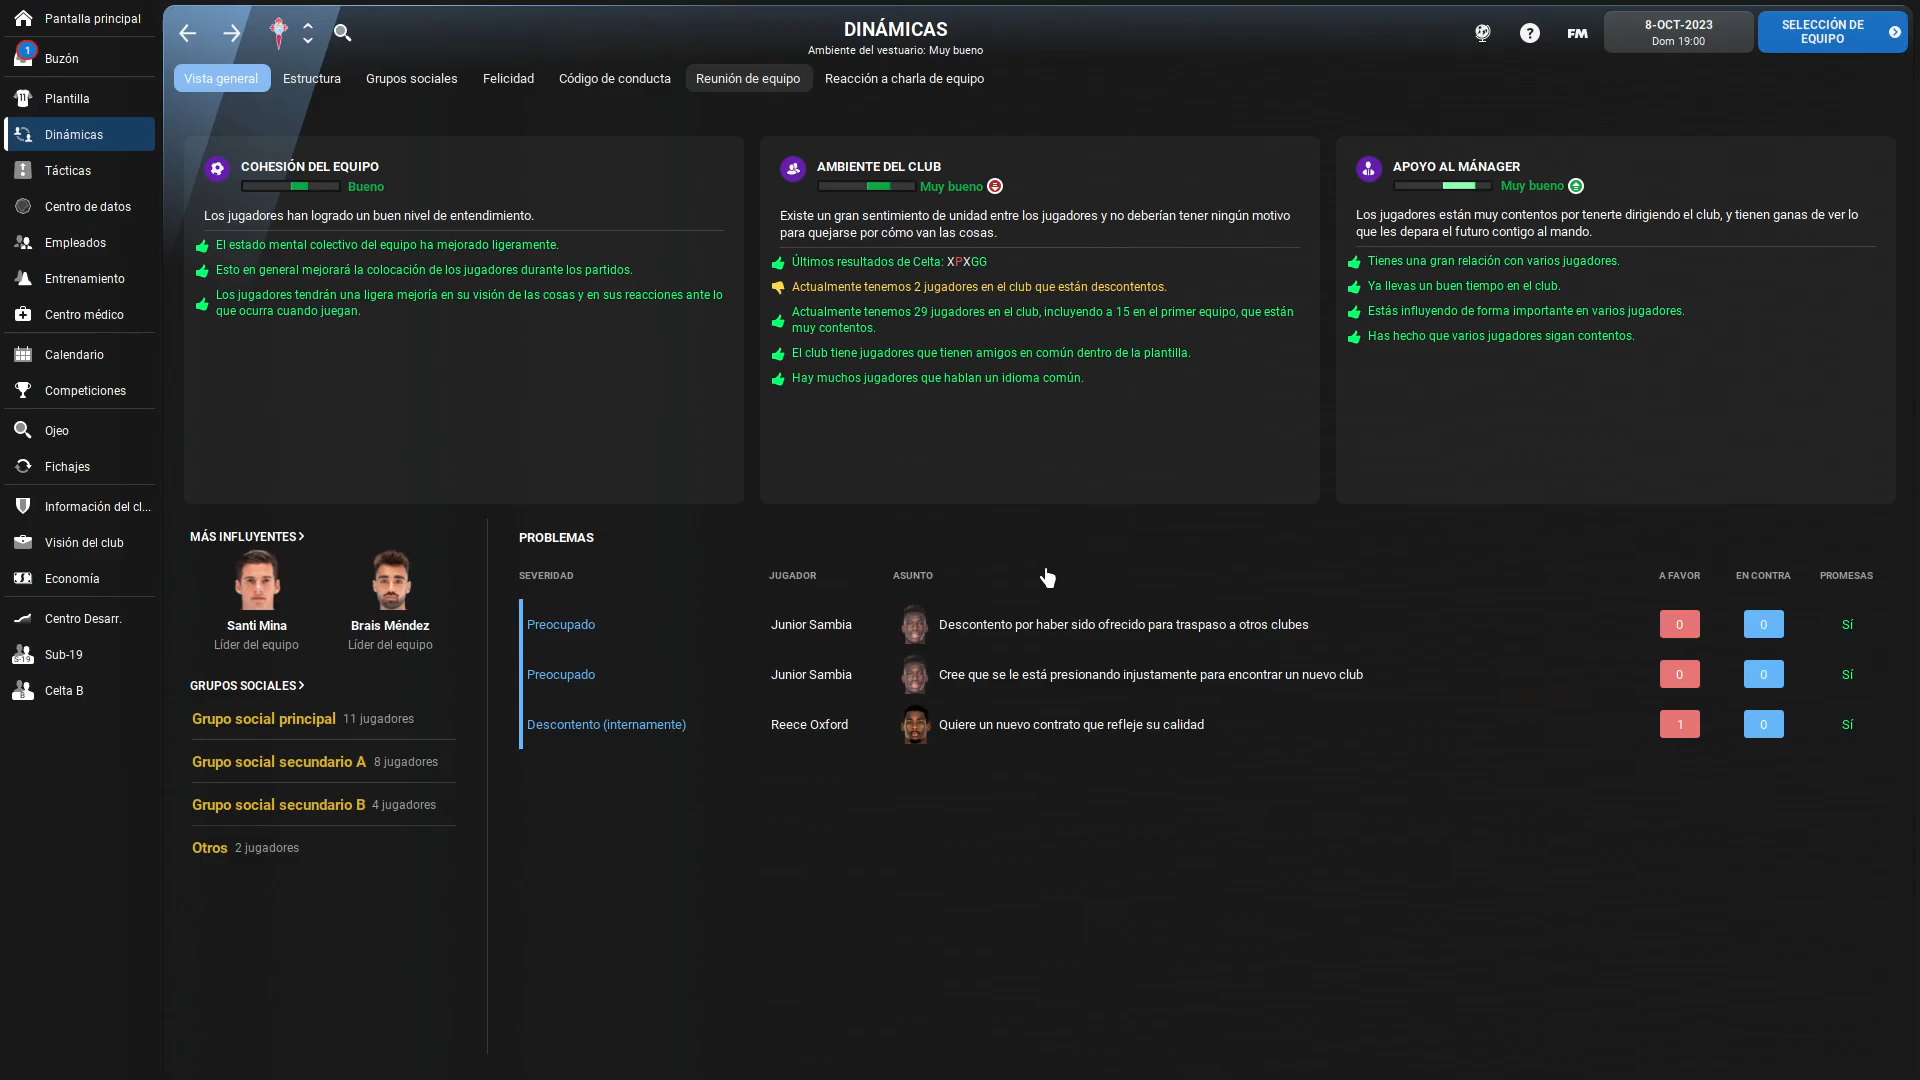 Pantalla principal
1
Buzón
Plantilla
Dinámicas
Tácticas
Centro de datos
Empleados
Entrenamiento
Centro médico
Calendario
Competiciones
Ojeo
Fichajes
Información del cl...
Visión del club
Economía
Centro Desarr.
S-19
Sub-19
B
Celta B
DINÁMICAS
Ambiente del vestuario: Muy bueno
?
FM
8-OCT-2023
Dom 19:00
SELECCIÓN DE
EQUIPO
Vista general
Estructura
Grupos sociales
Felicidad
Código de conducta
Reunión de equipo
Reacción a charla de equipo
COHESIÓN DEL EQUIPO
Bueno
Los jugadores han logrado un buen nivel de entendimiento.
El estado mental colectivo del equipo ha mejorado ligeramente.
Esto en general mejorará la colocación de los jugadores durante los partidos.
Los jugadores tendrán una ligera mejoría en su visión de las cosas y en sus reacciones ante lo
que ocurra cuando juegan.
AMBIENTE DEL CLUB
Muy bueno
Existe un gran sentimiento de unidad entre los jugadores y no deberían tener ningún motivo
para quejarse por cómo van las cosas.
Últimos resultados de Celta: XPXGG
Actualmente tenemos 2 jugadores en el club que están descontentos.
Actualmente tenemos 29 jugadores en el club, incluyendo a 15 en el primer equipo, que están
muy contentos.
El club tiene jugadores que tienen amigos en común dentro de la plantilla.
Hay muchos jugadores que hablan un idioma común.
APOYO AL MÁNAGER
Muy bueno
Los jugadores están muy contentos por tenerte dirigiendo el club, y tienen ganas de ver lo
que les depara el futuro contigo al mando.
Tienes una gran relación con varios jugadores.
Ya llevas un buen tiempo en el club.
Estás influyendo de forma importante en varios jugadores.
Has hecho que varios jugadores sigan contentos.
MÁS INFLUYENTES
Santi Mina
Líder del equipo
Brais Méndez
Líder del equipo
GRUPOS SOCIALES
Grupo social principal 11 jugadores
Grupo social secundario A 8 jugadores
Grupo social secundario B 4 jugadores
Otros 2 jugadores
PROBLEMAS
SEVERIDAD JUGADOR ASUNTO A FAVOR EN CONTRA PROMESAS
Preocupado Junior Sambia Descontento por haber sido ofrecido para traspaso a otros clubes 0 0 Sí
Preocupado Junior Sambia Cree que se le está presionando injustamente para encontrar un nuevo club 0 0 Sí
Descontento (internamente) Reece Oxford Quiere un nuevo contrato que refleje su calidad 1 0 Sí